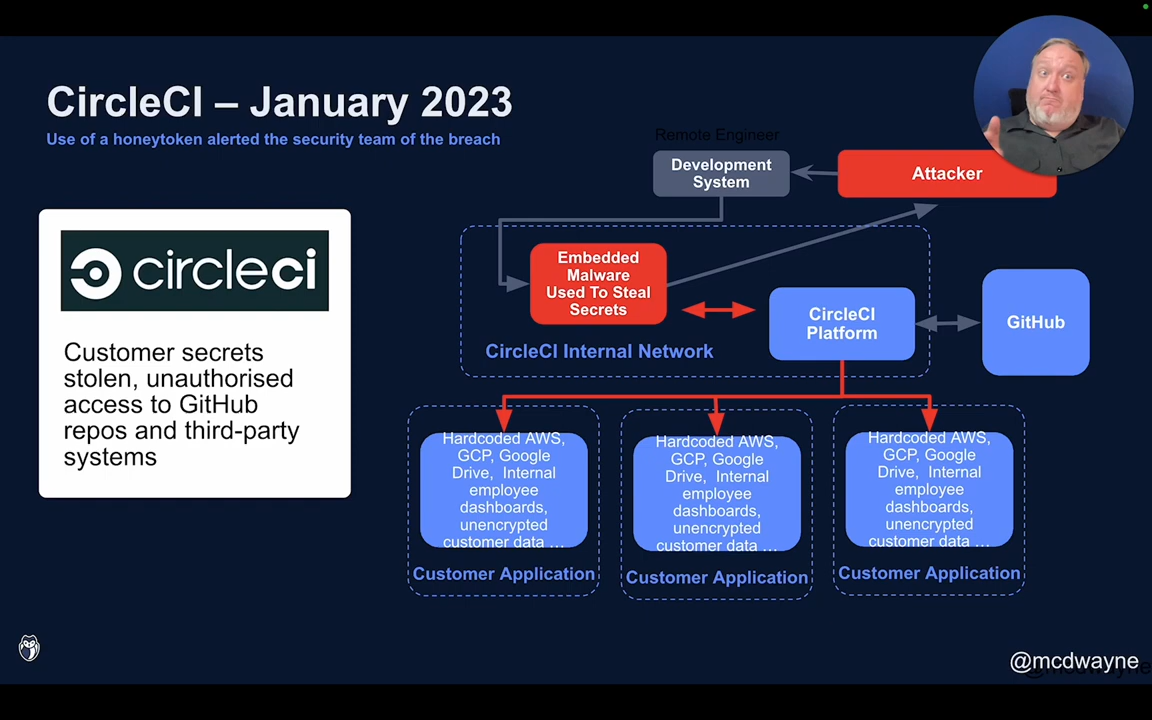 CircleCI – January 2023
Use of a honeytoken alerted the security team of the breach
circleci
Customer secrets
stolen, unauthorised
access to GitHub
repos and third-party
systems
Remote Engineer
Development
System
Attacker
Embedded
Malware
Used To Steal
Secrets
CircleCI Internal Network
CircleCI
Platform
GitHub
Hardcoded AWS,
GCP, Google
Drive, Internal
employee
dashboards,
unencrypted
customer data ...
Customer Application
Hardcoded AWS,
GCP, Google
Drive, Internal
employee
dashboards,
unencrypted
customer data ...
Customer Application
Hardcoded AWS,
GCP, Google
Drive, Internal
employee
dashboards,
unencrypted
customer data ...
Customer Application
@mcdwayne
@mcdwayne